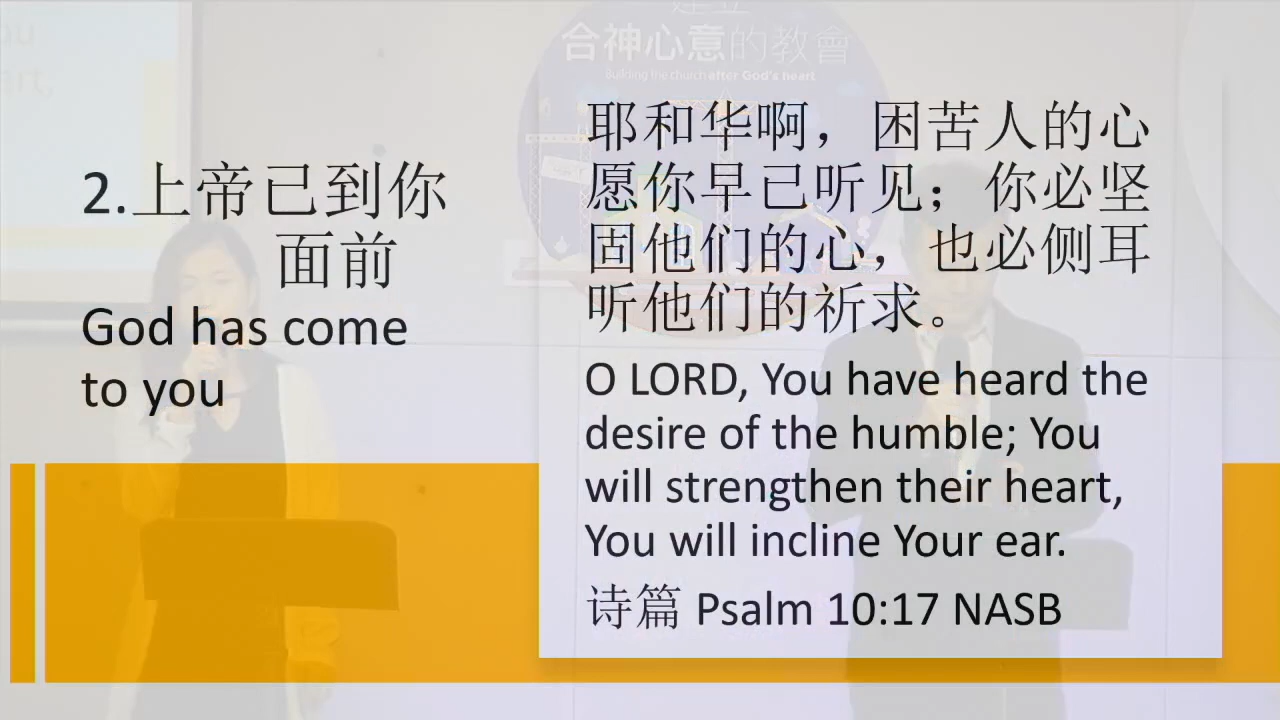 建立
合神心意的教會
Building the church after God's heart
2.上帝已到你
面前
God has come
to you
耶和华啊，困苦人的心
愿你早已听见；你必坚
固他们的心，也必侧耳
听他们的祈求。
O LORD, You have heard the
desire of the humble; You
will strengthen their heart,
You will incline Your ear.
诗篇 Psalm 10:17 NASB